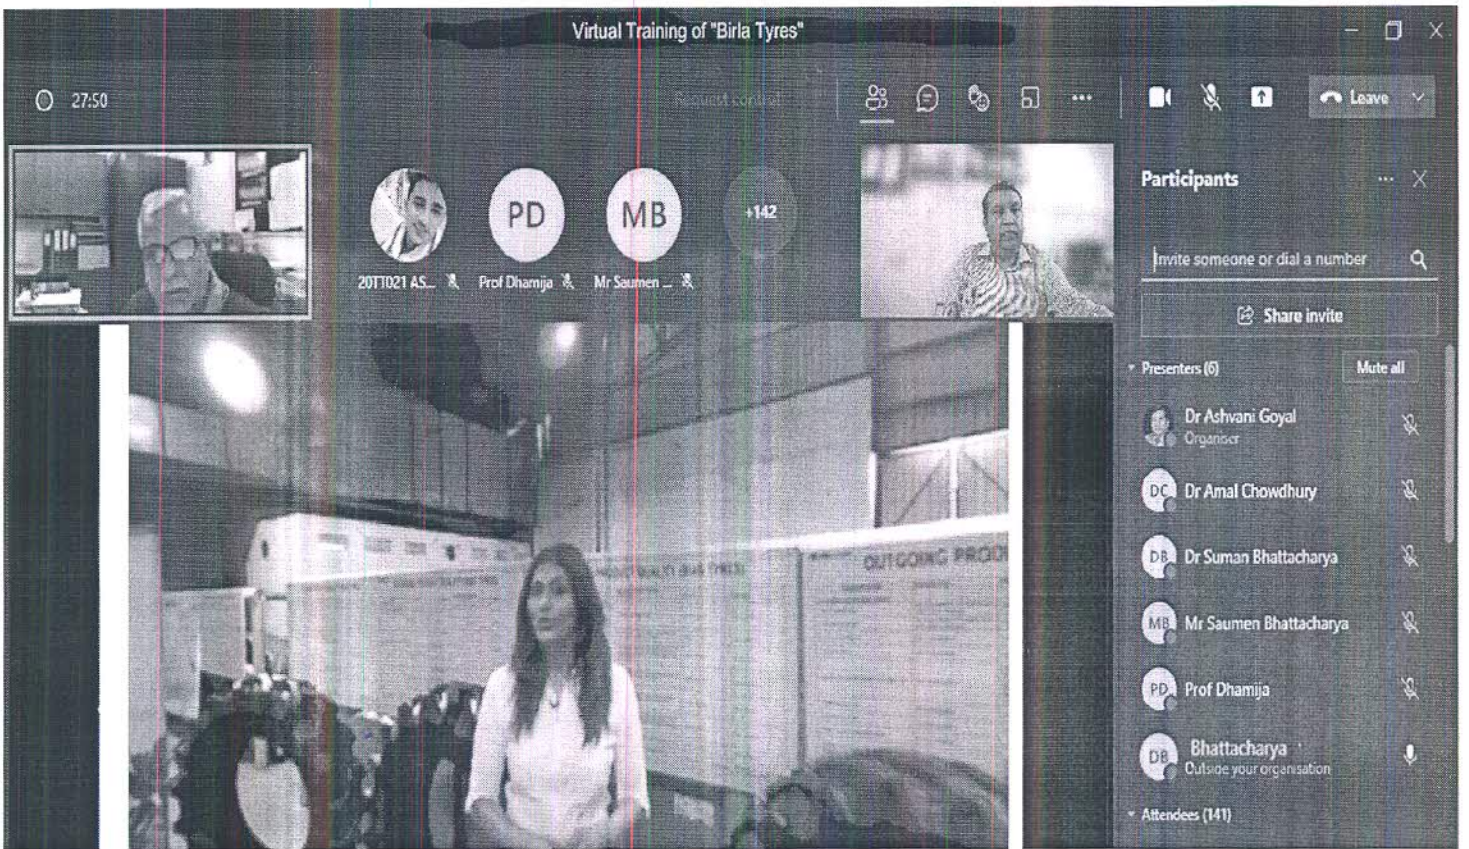 Virtual Training of "Birla Tyres"
27:50
Request control
Leave
PD
MB
+142
20TT021 AS...
Prof Dhamija
Mr Saumen ...
Participants
Invite someone or dial a number
Share invite
Presenters (6)
Mute all
Dr Ashvani Goyal
Organiser
DC
Dr Amal Chowdhury
DB
Dr Suman Bhattacharya
MB
Mr Saumen Bhattacharya
PD
Prof Dhamija
DB
Bhattacharya
Outside your organisation
Attendees (141)
OUTGOING PROD